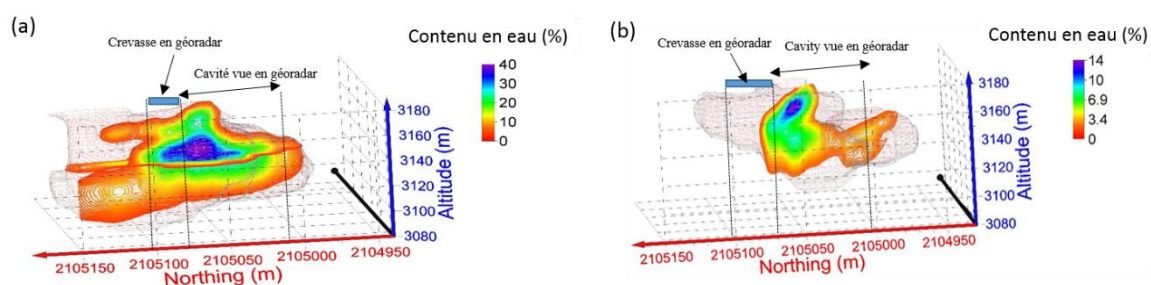 (a)
Crevasse en géoradar
Cavité vue en géoradar
Contenu en eau (%)
40
30
20
10
0
3180
3160
3140
3120
3100
3080
Altitude (m)
2105150
2105100
2105050
2105000
2104950
Northing (m)
(b)
Crevasse en géoradar
Cavity vue en géoradar
Contenu en eau (%)
14
10
6.9
3.4
0
3180
3160
3140
3120
3100
3080
Altitude (m)
2105150
2105100
2105050
2105000
2104950
Northing (m)